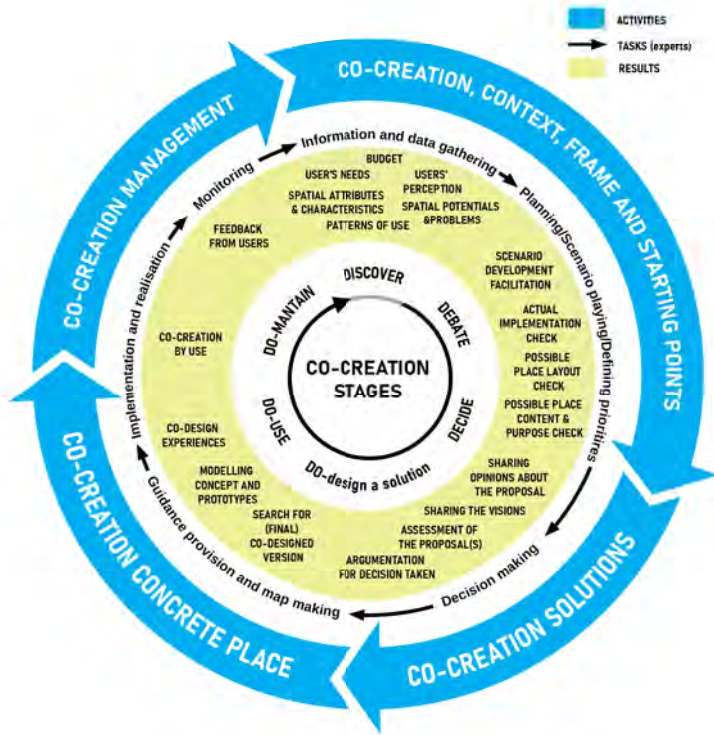 ACTIVITIES
TASKS (experts)
RESULTS
CO-CREATION, CONTEXT, FRAME AND STARTING POINTS
CO-CREATION SOLUTIONS
CO-CREATION CONCRETE PLACE
CO-CREATION MANAGEMENT
Information and data gathering
Planning/Scenario playing/Defining prioritires
Decision making
Guidance provision and map making
Implementation and realisation
Monitoring
BUDGET
USER'S NEEDS
USERS'
PERCEPTION
SPATIAL ATTRIBUTES
& CHARACTERISTICS
SPATIAL POTENTIALS
&PROBLEMS
PATTERNS OF USE
FEEDBACK
FROM USERS
SCENARIO
DEVELOPMENT
FACILITATION
ACTUAL
IMPLEMENTATION
CHECK
POSSIBLE
PLACE LAYOUT
CHECK
POSSIBLE PLACE
CONTENT &
PURPOSE CHECK
SHARING
OPINIONS ABOUT
THE PROPOSAL
SHARING THE VISIONS
ASSESSMENT OF
THE PROPOSAL(S)
ARGUMENTATION
FOR DECISION TAKEN
SEARCH FOR
(FINAL)
CO-DESIGNED
VERSION
MODELLING
CONCEPT AND
PROTOTYPES
CO-DESIGN
EXPERIENCES
CO-CREATION
BY USE
DISCOVER
DEBATE
DECIDE
DO-design a solution
DO-USE
DO-MANTAIN
CO-CREATION
STAGES